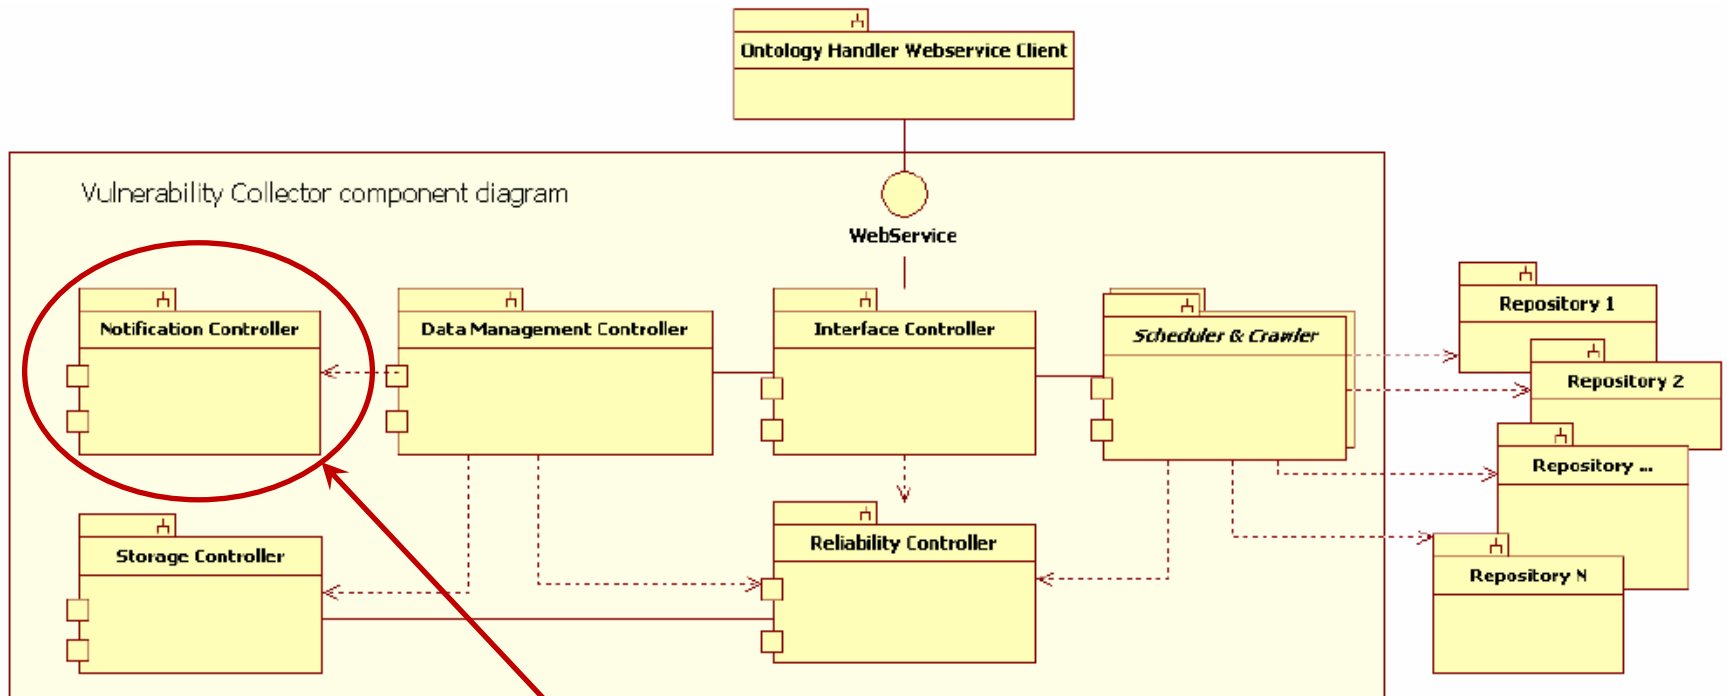 Ontology Handler Webservice Client
Vulnerability Collector component diagram
WebService
Notification Controller
Data Management Controller
Interface Controller
Scheduler & Crawler
Repository 1
Repository 2
Repository ...
Repository N
Storage Controller
Reliability Controller